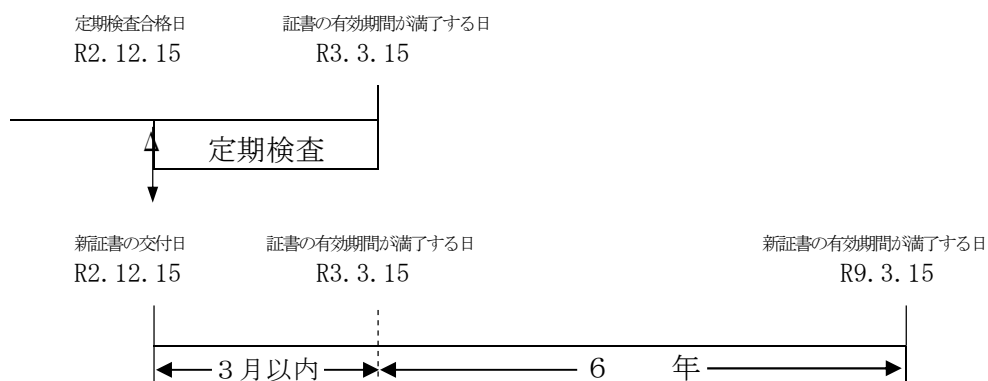 定期検査合格日 証書の有効期間が満了する日
R2.12.15 R3.3.15
定期検査
新証書の交付日 証書の有効期間が満了する日 新証書の有効期間が満了する日
R2.12.15 R3.3.15 R9.3.15
３月以内 ６ 年